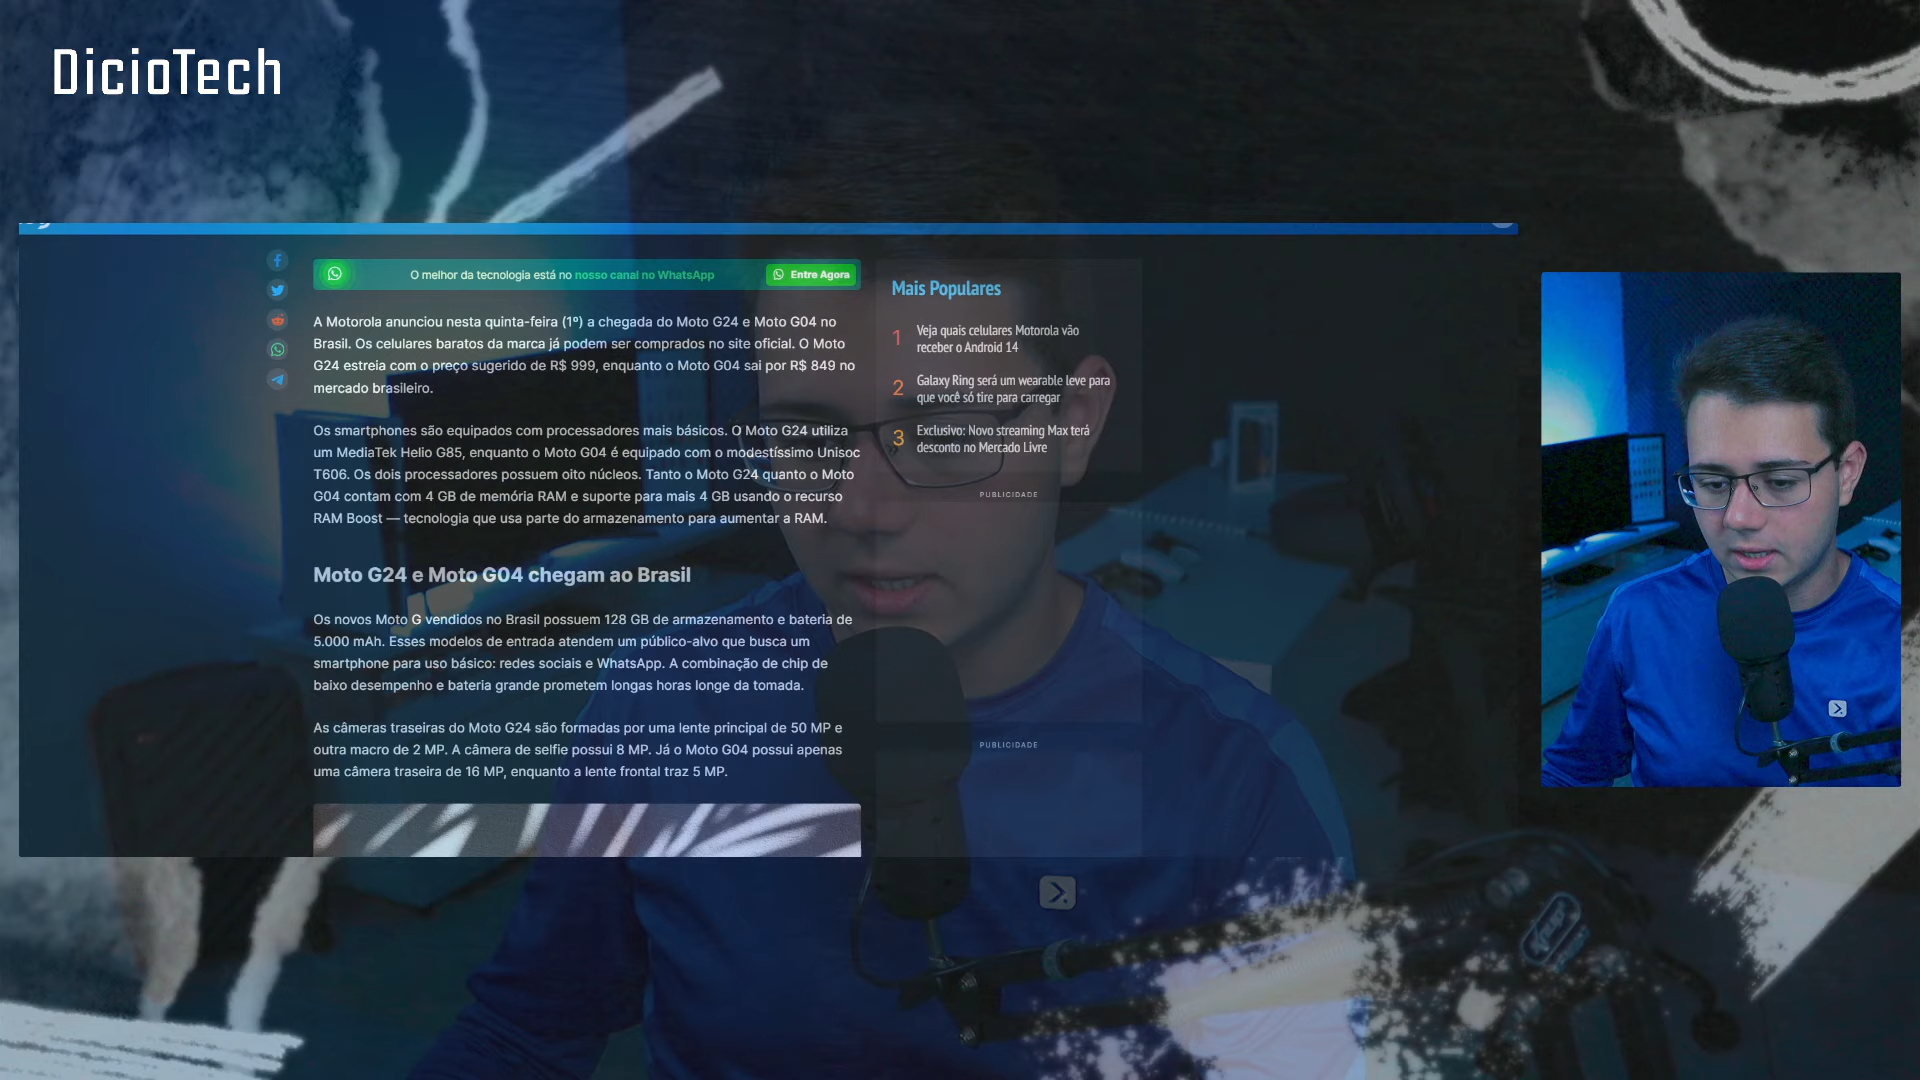 DicioTech
O melhor da tecnologia está no nosso canal no WhatsApp
Entre Agora
A Motorola anunciou nesta quinta-feira (1º) a chegada do Moto G24 e Moto G04 no
Brasil. Os celulares baratos da marca já podem ser comprados no site oficial. O Moto
G24 estreia com o preço sugerido de R$ 999, enquanto o Moto G04 sai por R$ 849 no
mercado brasileiro.
Os smartphones são equipados com processadores mais básicos. O Moto G24 utiliza
um MediaTek Helio G85, enquanto o Moto G04 é equipado com o modestíssimo Unisoc
T606. Os dois processadores possuem oito núcleos. Tanto o Moto G24 quanto o Moto
G04 contam com 4 GB de memória RAM e suporte para mais 4 GB usando o recurso
RAM Boost — tecnologia que usa parte do armazenamento para aumentar a RAM.
Moto G24 e Moto G04 chegam ao Brasil
Os novos Moto G vendidos no Brasil possuem 128 GB de armazenamento e bateria de
5.000 mAh. Esses modelos de entrada atendem um público-alvo que busca um
smartphone para uso básico: redes sociais e WhatsApp. A combinação de chip de
baixo desempenho e bateria grande prometem longas horas longe da tomada.
As câmeras traseiras do Moto G24 são formadas por uma lente principal de 50 MP e
outra macro de 2 MP. A câmera de selfie possui 8 MP. Já o Moto G04 possui apenas
uma câmera traseira de 16 MP, enquanto a lente frontal traz 5 MP.
Mais Populares
1
Veja quais celulares Motorola vão
receber o Android 14
2
Galaxy Ring será um wearable leve para
que você só tire para carregar
3
Exclusivo: Novo streaming Max terá
desconto no Mercado Livre
PUBLICIDADE
PUBLICIDADE